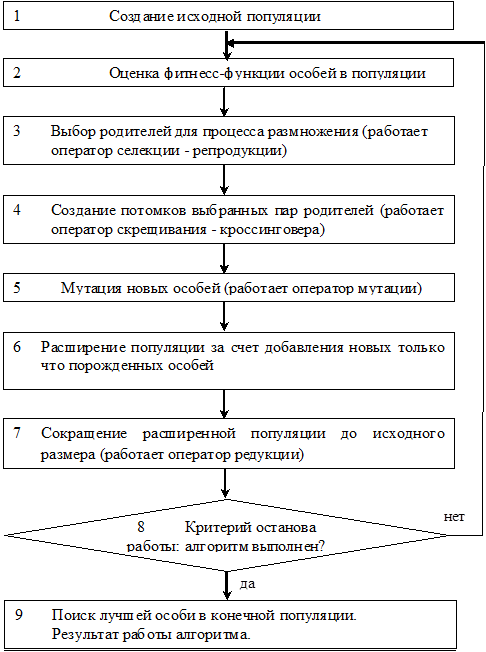 1 Создание исходной популяции
2 Оценка фитнесс-функции особей в популяции
3 Выбор родителей для процесса размножения (работает
оператор селекции - репродукции)
4 Создание потомков выбранных пар родителей (работает
оператор скрещивания - кроссинговера)
5 Мутация новых особей (работает оператор мутации)
6 Расширение популяции за счет добавления новых только
что порожденных особей
7 Сокращение расширенной популяции до исходного
размера (работает оператор редукции)
8 Критерий останова
работы: алгоритм выполнен?
нет
да
9 Поиск лучшей особи в конечной популяции.
Результат работы алгоритма.